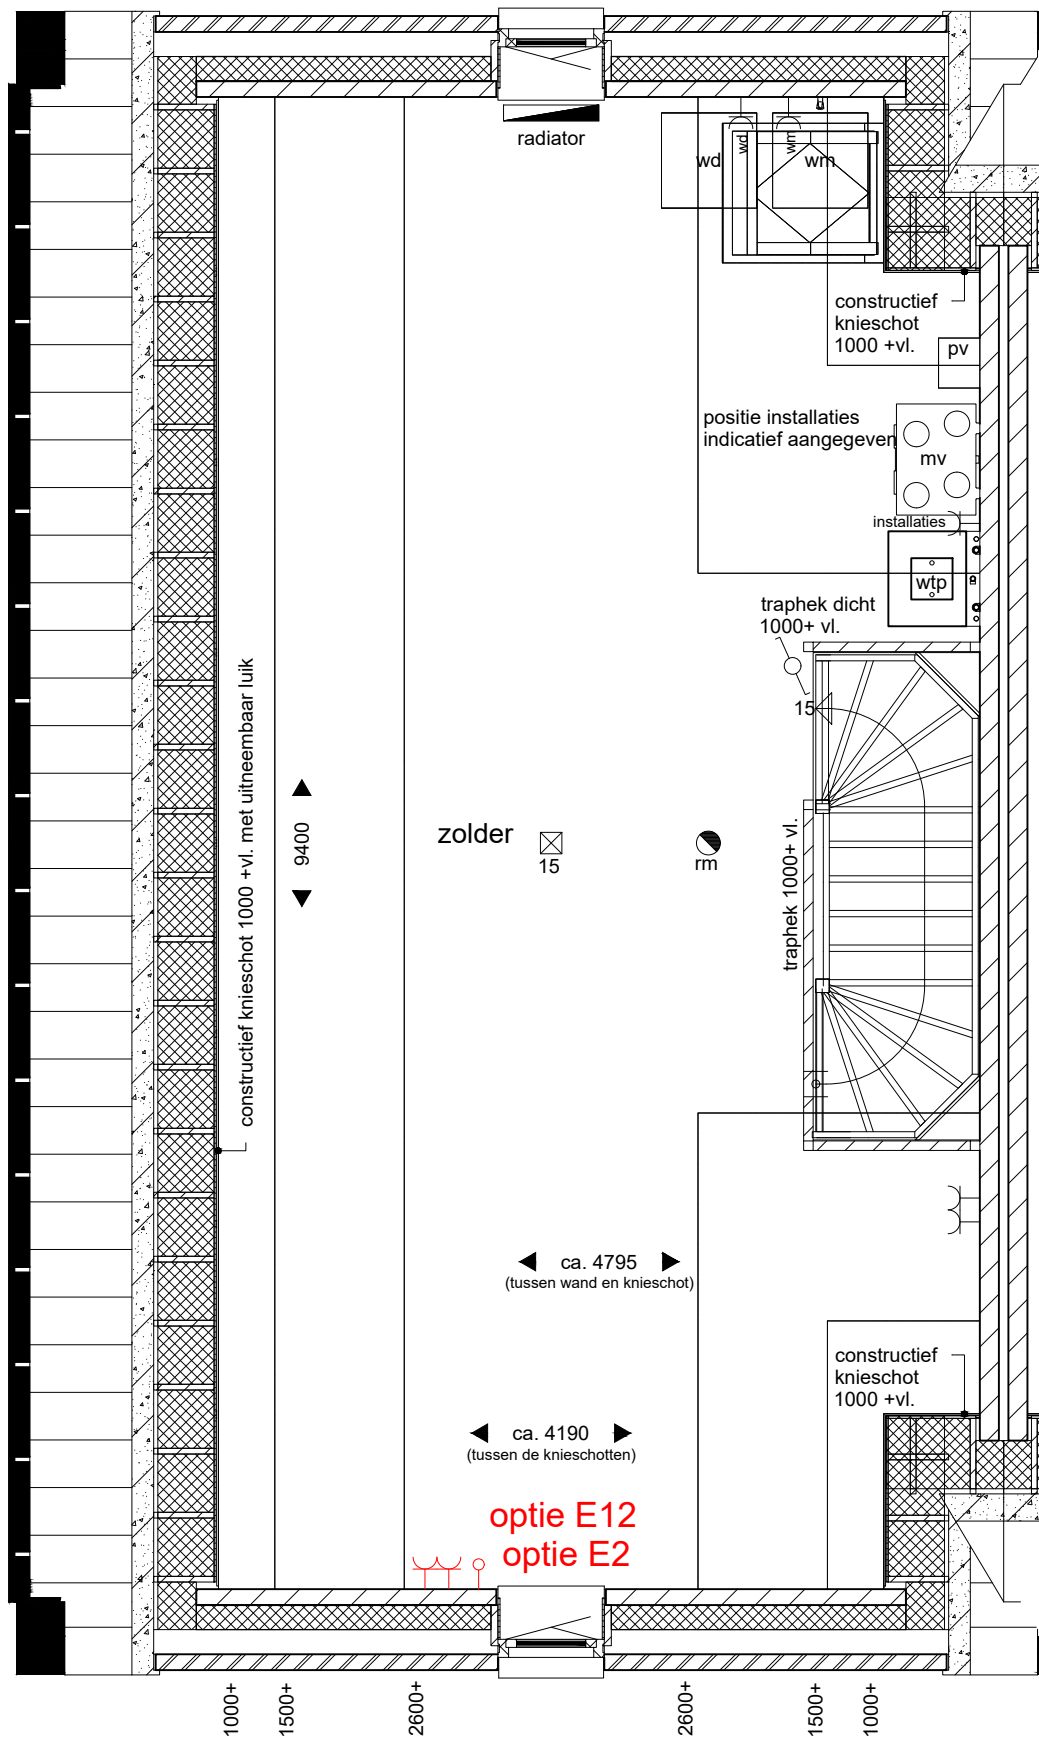 radiator
wd
wd
wm
wm
constructief
knieschot
1000 +vl.
pv
positie installaties
indicatief aangegeven
mv
installaties
wtp
traphek dicht
1000+ vl.
15
constructief knieschot 1000 +vl. met uitneembaar luik
9400
zolder
15
rm
traphek 1000+ vl.
ca. 4795
(tussen wand en knieschot)
constructief
knieschot
1000 +vl.
ca. 4190
(tussen de knieschotten)
optie E12
optie E2
1000+
1500+
2600+
2600+
1500+
1000+